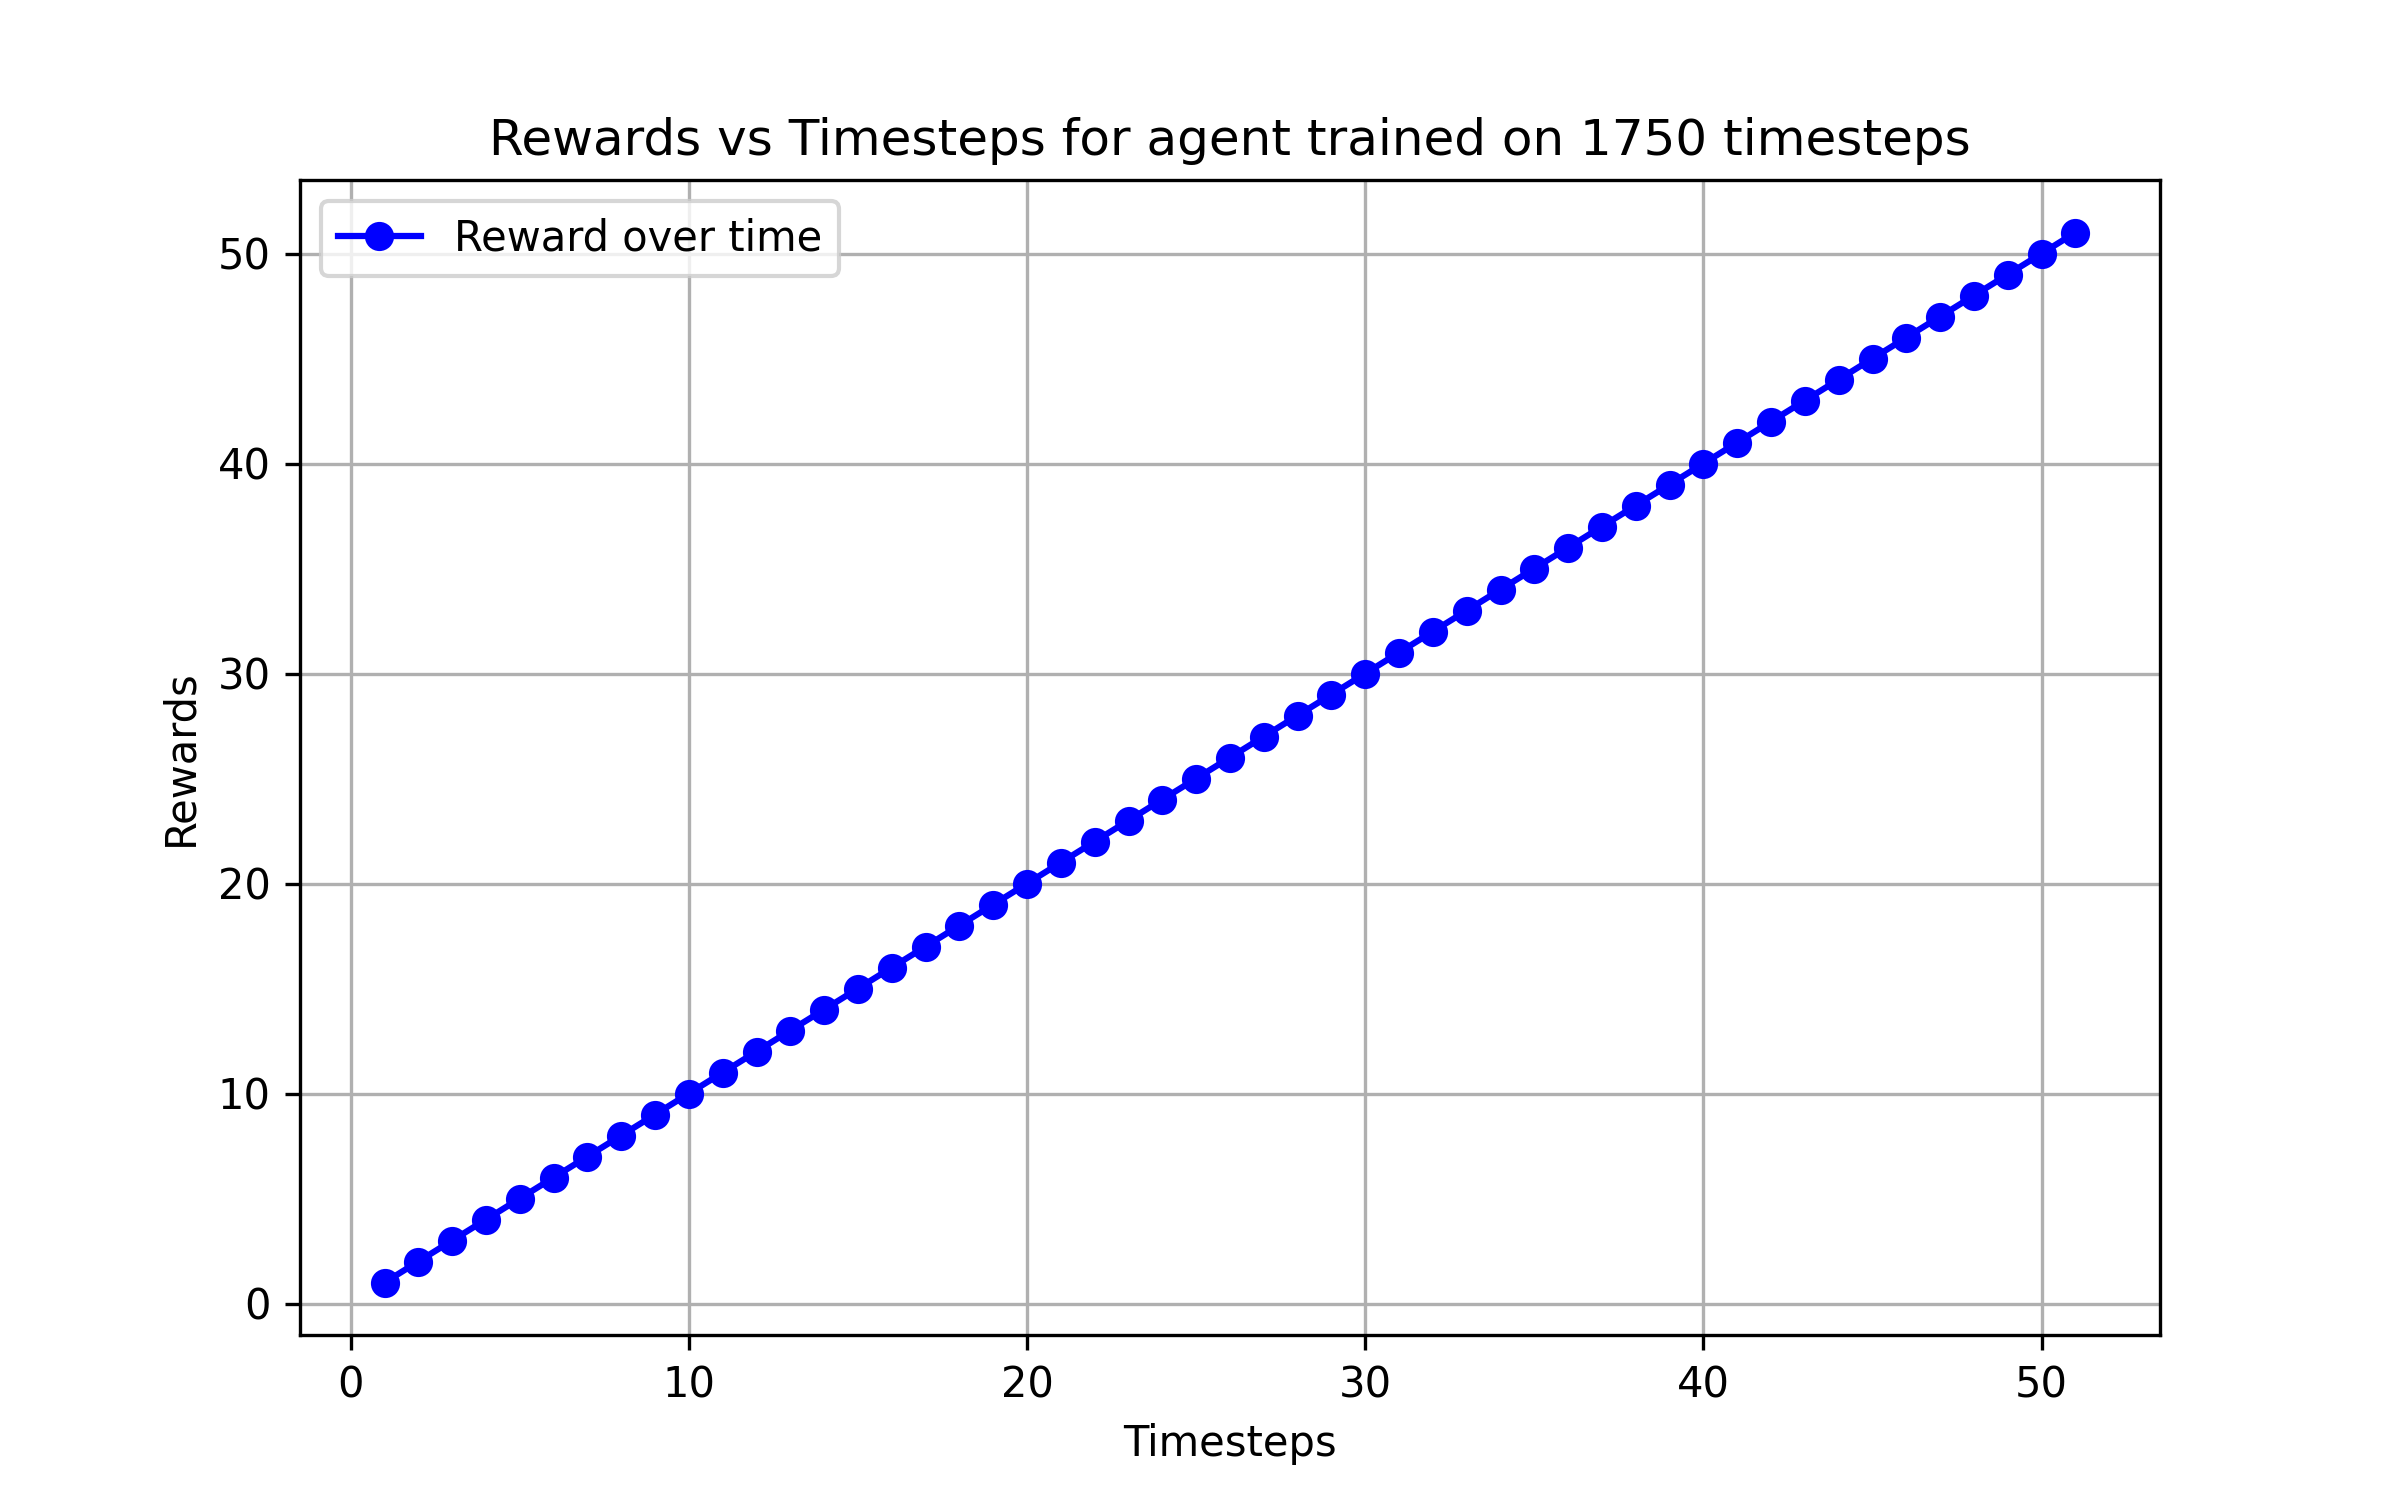 Rewards vs Timesteps for agent trained on 1750 timesteps
Reward over time
50
40
30
20
10
0
Rewards
0 10 20 30 40 50
Timesteps